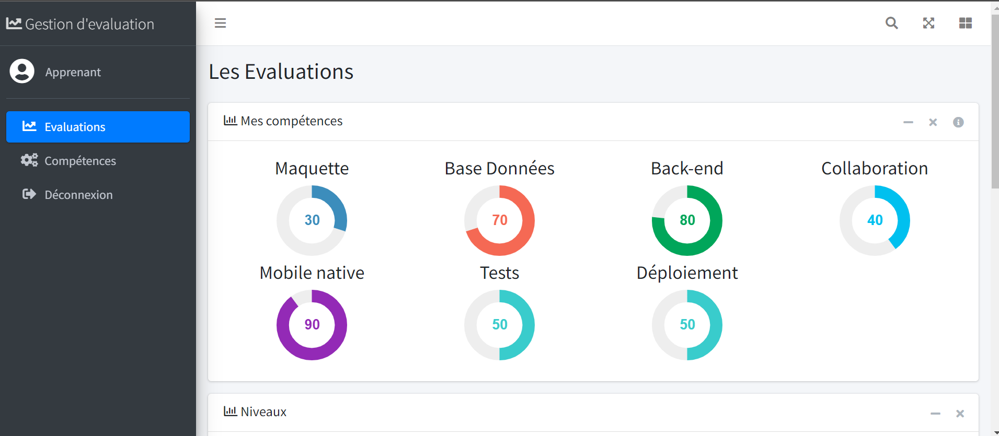 Gestion d'evaluation
Apprenant
Evaluations
Compétences
Déconnexion
Les Evaluations
Mes compétences
Maquette
Base Données
Back-end
Collaboration
30
70
80
40
Mobile native
Tests
Déploiement
90
50
50
Niveaux